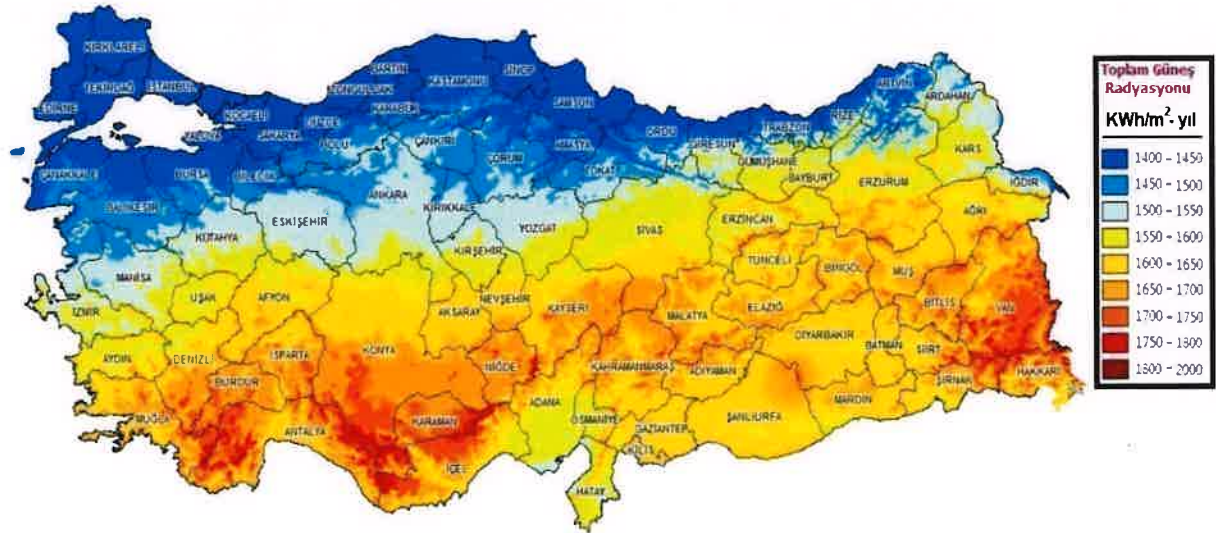 KIRKLARELİ
TEKİRDAĞ
İSTANBUL
EDİRNE
KOCAELİ
YALOVA
SAKARYA
DÜZCE
BOLU
ZONGULDAK
BARTIN
KARABÜK
KASTAMONU
SİNOP
SAMSUN
ÇANKIRI
ÇORUM
AMASYA
TOKAT
ORDU
GİRESUN
TRABZON
RİZE
ARTVİN
ARDAHAN
KARS
IĞDIR
GÜMÜŞHANE
BAYBURT
ERZURUM
AĞRI
ÇANAKKALE
BURSA
BİLECİK
BALIKESİR
KÜTAHYA
ESKİŞEHİR
ANKARA
KIRIKKALE
YOZGAT
KIRŞEHİR
SİVAS
ERZİNCAN
TUNCELİ
BİNGÖL
MUŞ
BİTLİS
VAN
MANİSA
İZMİR
UŞAK
AFYON
AKSARAY
NEVŞEHİR
KAYSERİ
MALATYA
ELAZIĞ
DİYARBAKIR
BATMAN
SİİRT
ŞIRNAK
HAKKARİ
AYDIN
DENİZLİ
ISPARTA
BURDUR
KONYA
NİĞDE
KAHRAMANMARAŞ
ADIYAMAN
MARDİN
MUĞLA
ANTALYA
KARAMAN
İÇEL
ADANA
OSMANİYE
GAZİANTEP
KİLİS
ŞANLIURFA
HATAY
Toplam Güneş
Radyasyonu
KWh/m²- yıl
1400 - 1450
1450 - 1500
1500 - 1550
1550 - 1600
1600 - 1650
1650 - 1700
1700 - 1750
1750 - 1800
1800 - 2000